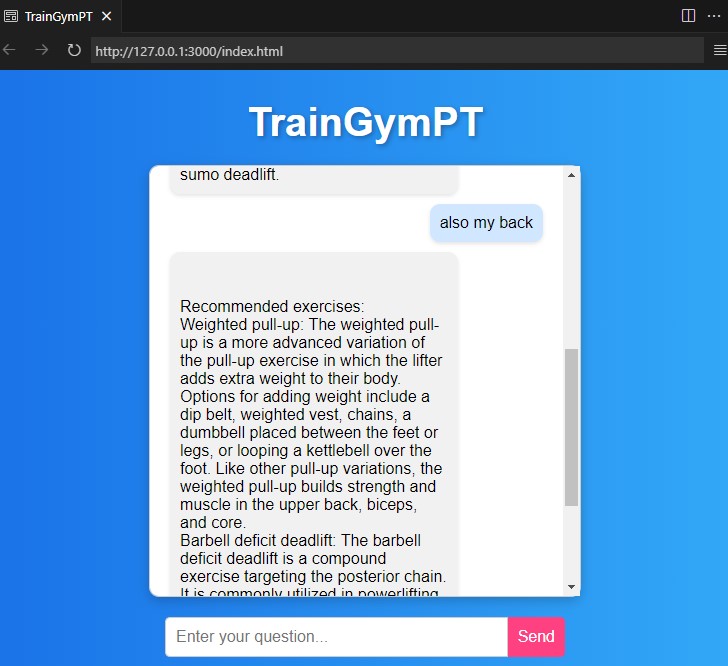 TrainGymPT
http://127.0.0.1:3000/index.html
TrainGymPT
sumo deadlift.
also my back
Recommended exercises:
Weighted pull-up: The weighted pull-
up is a more advanced variation of
the pull-up exercise in which the lifter
adds extra weight to their body.
Options for adding weight include a
dip belt, weighted vest, chains, a
dumbbell placed between the feet or
legs, or looping a kettlebell over the
foot. Like other pull-up variations, the
weighted pull-up builds strength and
muscle in the upper back, biceps,
and core.
Barbell deficit deadlift: The barbell
deficit deadlift is a compound
exercise targeting the posterior chain.
It is commonly utilized in powerlifting
Enter your question...
Send